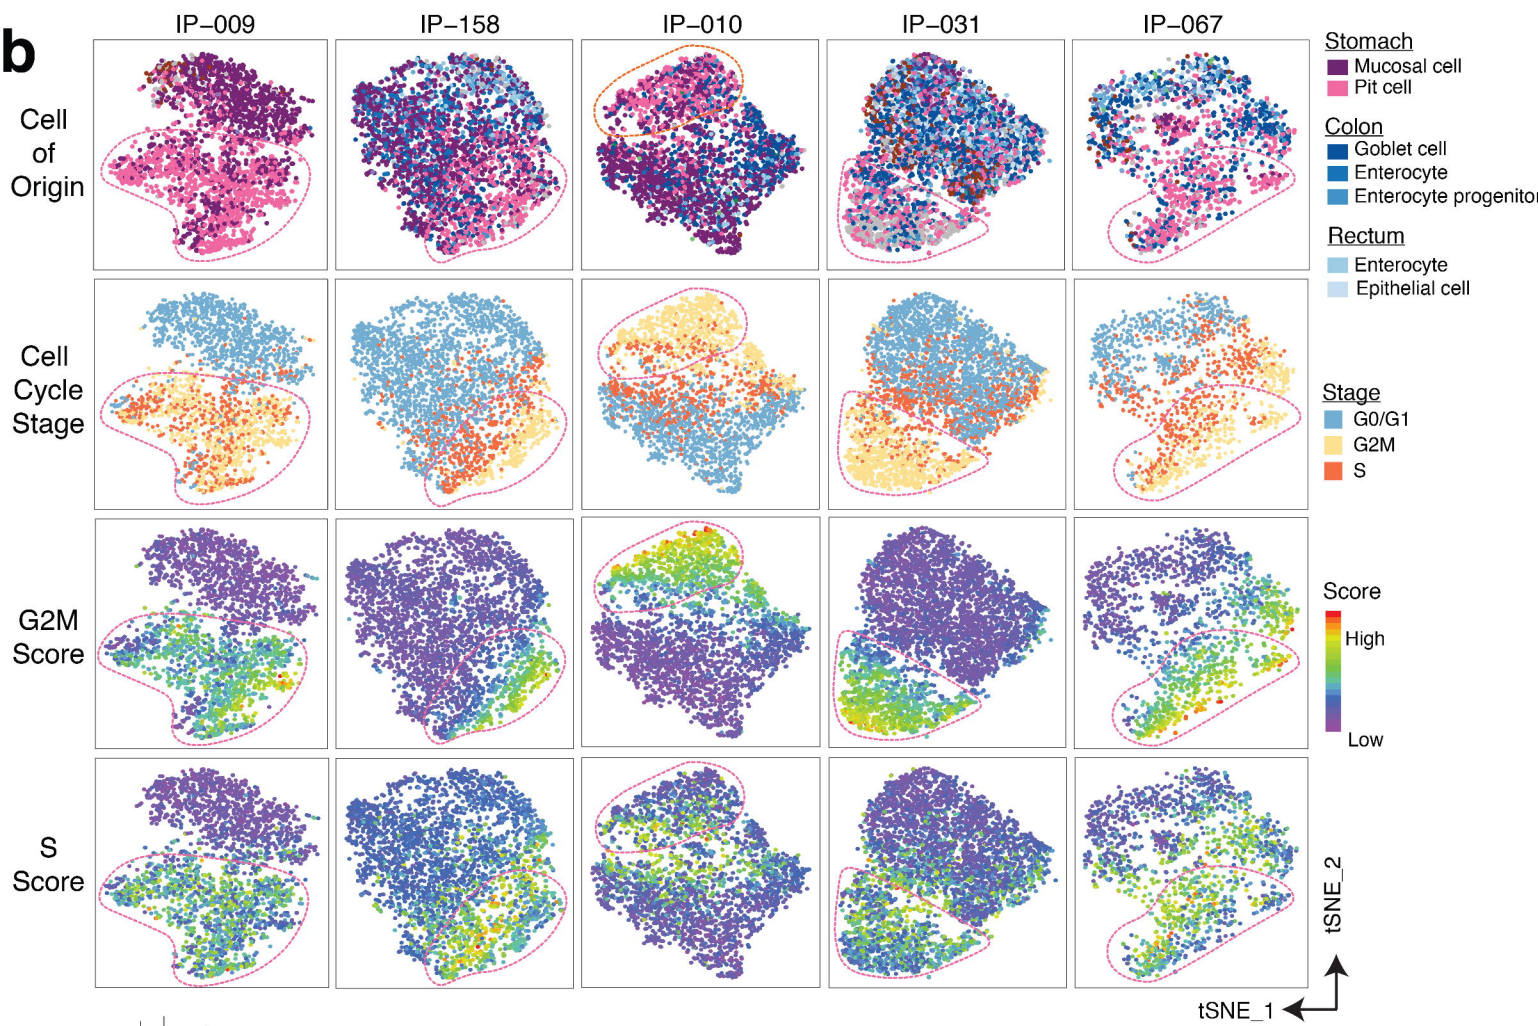 b
IP-009
IP-158
IP-010
IP-031
IP-067
Cell
of
Origin
Stomach
Mucosal cell
Pit cell
Colon
Goblet cell
Enterocyte
Enterocyte progenitor
Rectum
Enterocyte
Epithelial cell
Cell
Cycle
Stage
Stage
G0/G1
G2M
S
G2M
Score
Score
High
Low
S
Score
tSNE_2
tSNE_1